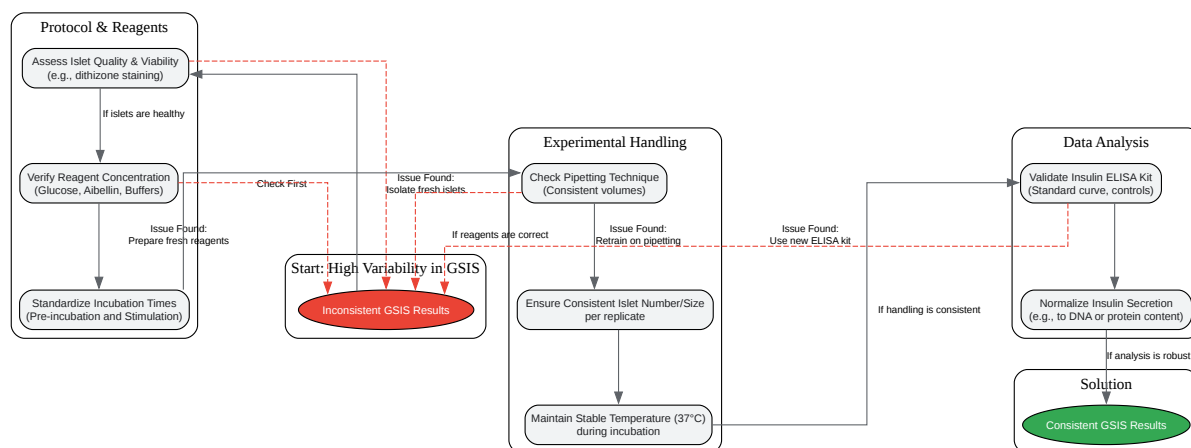 Protocol & Reagents
Assess Islet Quality & Viability
(e.g., dithizone staining)
If islets are healthy
Verify Reagent Concentration
(Glucose, Aibellin, Buffers)
Check First
Issue Found:
Prepare fresh reagents
Standardize Incubation Times
(Pre-incubation and Stimulation)
Issue Found:
Isolate fresh islets
If reagents are correct
Start: High Variability in GSIS
Inconsistent GSIS Results
Experimental Handling
Check Pipetting Technique
(Consistent volumes)
Issue Found:
Retrain on pipetting
Ensure Consistent Islet Number/Size
per replicate
Maintain Stable Temperature (37°C)
during incubation
Issue Found:
Use new ELISA kit
If handling is consistent
Data Analysis
Validate Insulin ELISA Kit
(Standard curve, controls)
Normalize Insulin Secretion
(e.g., to DNA or protein content)
If analysis is robust
Solution
Consistent GSIS Results